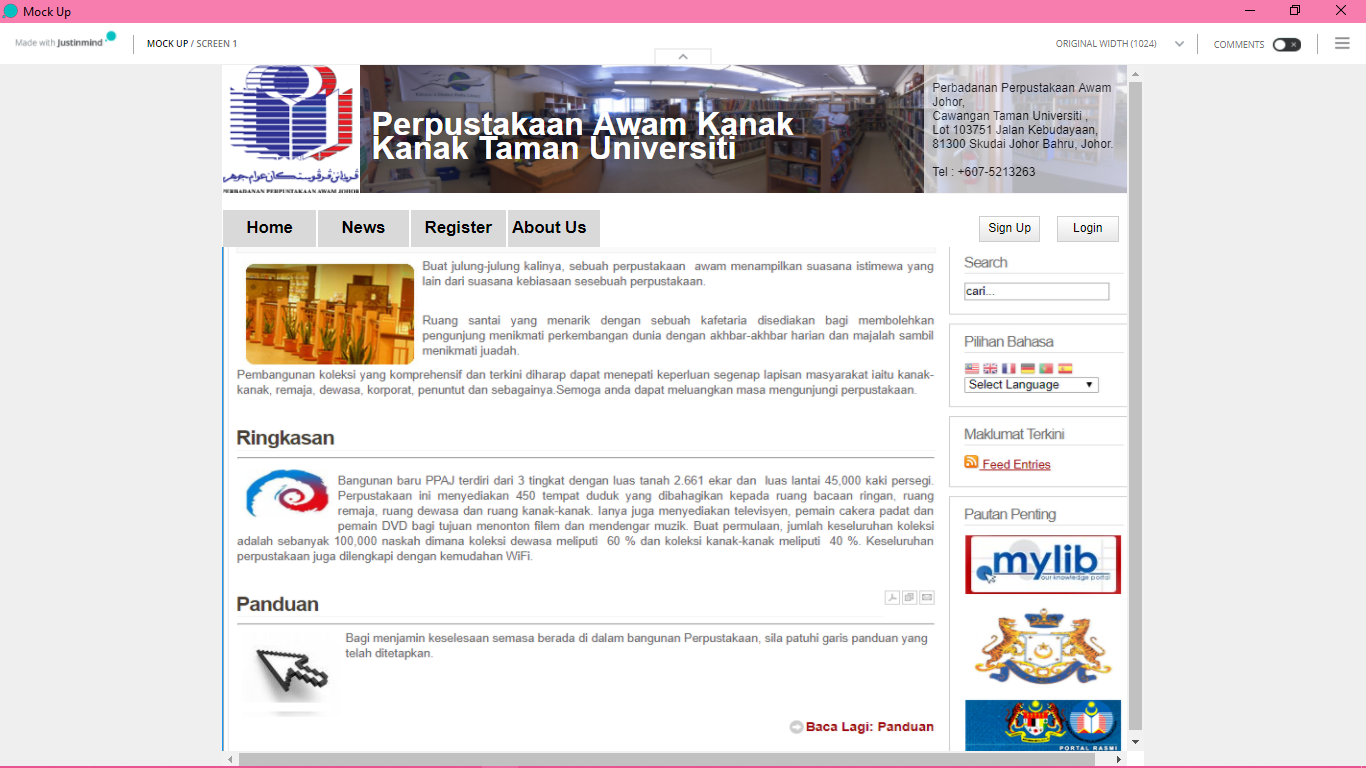 Mock Up
Made with justinmind
MOCK UP / SCREEN 1
ORIGINAL WIDTH (1024)
COMMENTS
Perpustakaan Awam Kanak
Kanak Taman Universiti
Perbadanan Perpustakaan Awam
Johor,
Cawangan Taman Universiti ,
Lot 103751 Jalan Kebudayaan,
81300 Skudai Johor Bahru, Johor.
Tel : +607-5213263
PERBADANAN PERPUSTAKAAN AWAM JOHOR
Home
News
Register
About Us
Sign Up
Login
Buat julung-julung kalinya, sebuah perpustakaan awam menampilkan suasana istimewa yang
lain dari suasana kebiasaan sesebuah perpustakaan.
Ruang santai yang menarik dengan sebuah kafetaria disediakan bagi membolehkan
pengunjung menikmati perkembangan dunia dengan akhbar-akhbar harian dan majalah sambil
menikmati juadah.
Pembangunan koleksi yang komprehensif dan terkini diharap dapat menepati keperluan segenap lapisan masyarakat iaitu kanak-
kanak, remaja, dewasa, korporat, penuntut dan sebagainya.Semoga anda dapat meluangkan masa mengunjungi perpustakaan.
Ringkasan
Bangunan baru PPAJ terdiri dari 3 tingkat dengan luas tanah 2.661 ekar dan luas lantai 45,000 kaki persegi.
Perpustakaan ini menyediakan 450 tempat duduk yang dibahagikan kepada ruang bacaan ringan, ruang
remaja, ruang dewasa dan ruang kanak-kanak. Ianya juga menyediakan televisyen, pemain cakera padat dan
pemain DVD bagi tujuan menonton filem dan mendengar muzik. Buat permulaan, jumlah keseluruhan koleksi
adalah sebanyak 100,000 naskah dimana koleksi dewasa meliputi 60 % dan koleksi kanak-kanak meliputi 40 %. Keseluruhan
perpustakaan juga dilengkapi dengan kemudahan WiFi.
Panduan
Bagi menjamin keselesaan semasa berada di dalam bangunan Perpustakaan, sila patuhi garis panduan yang
telah ditetapkan.
Baca Lagi: Panduan
Search
cari...
Pilihan Bahasa
Select Language
Maklumat Terkini
Feed Entries
Pautan Penting
mylib
our knowledge portal
PORTAL RASMI